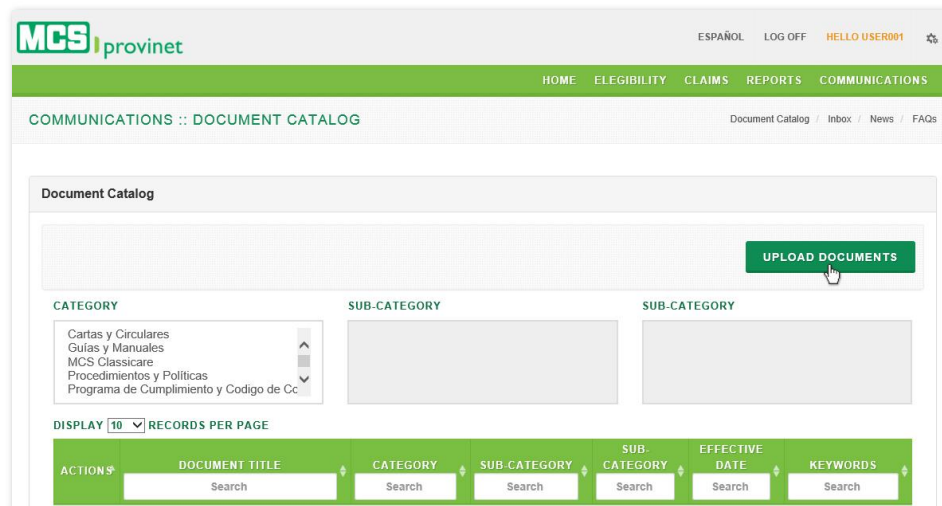 MCS provinet
ESPAÑOL LOG OFF HELLO USER001
HOME ELEGIBILITY CLAIMS REPORTS COMMUNICATIONS
COMMUNICATIONS :: DOCUMENT CATALOG
Document Catalog / Inbox / News / FAQs
Document Catalog
UPLOAD DOCUMENTS
CATEGORY SUB-CATEGORY SUB-CATEGORY
Cartas y Circulares
Guías y Manuales
MCS Classicare
Procedimientos y Políticas
Programa de Cumplimiento y Codigo de Cc
DISPLAY 10 RECORDS PER PAGE
ACTIONS DOCUMENT TITLE CATEGORY SUB-CATEGORY SUB-CATEGORY EFFECTIVE DATE KEYWORDS
Search Search Search Search Search Search